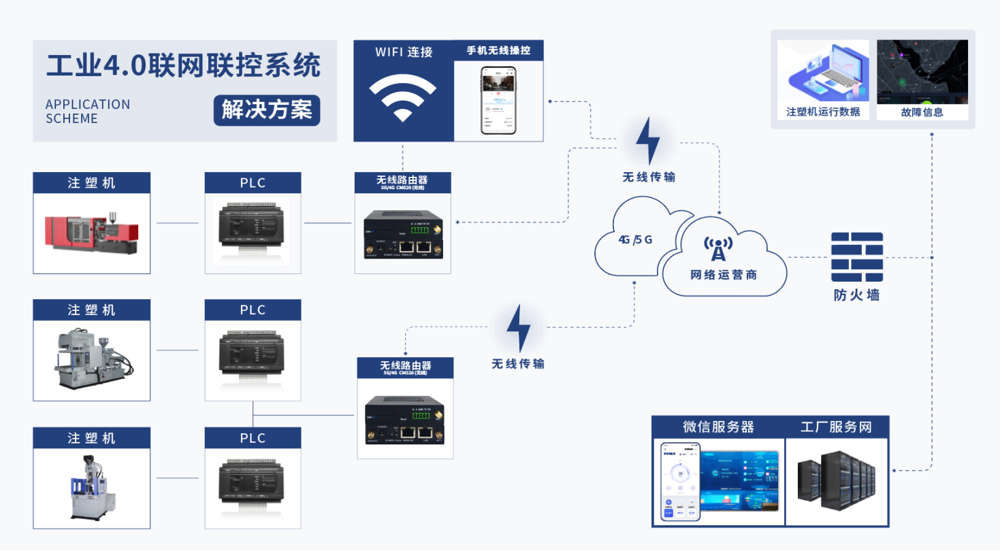 工业4.0联网联控系统
APPLICATION
SCHEME
解决方案
WIFI 连接
手机无线操控
注塑机运行数据
故障信息
无线传输
注塑机
PLC
无线路由器
5G/4G CMS20 (无线)
4G/5G
网络运营商
防火墙
注塑机
PLC
无线传输
无线路由器
5G/4G CMS20 (无线)
注塑机
PLC
微信服务器
工厂服务网